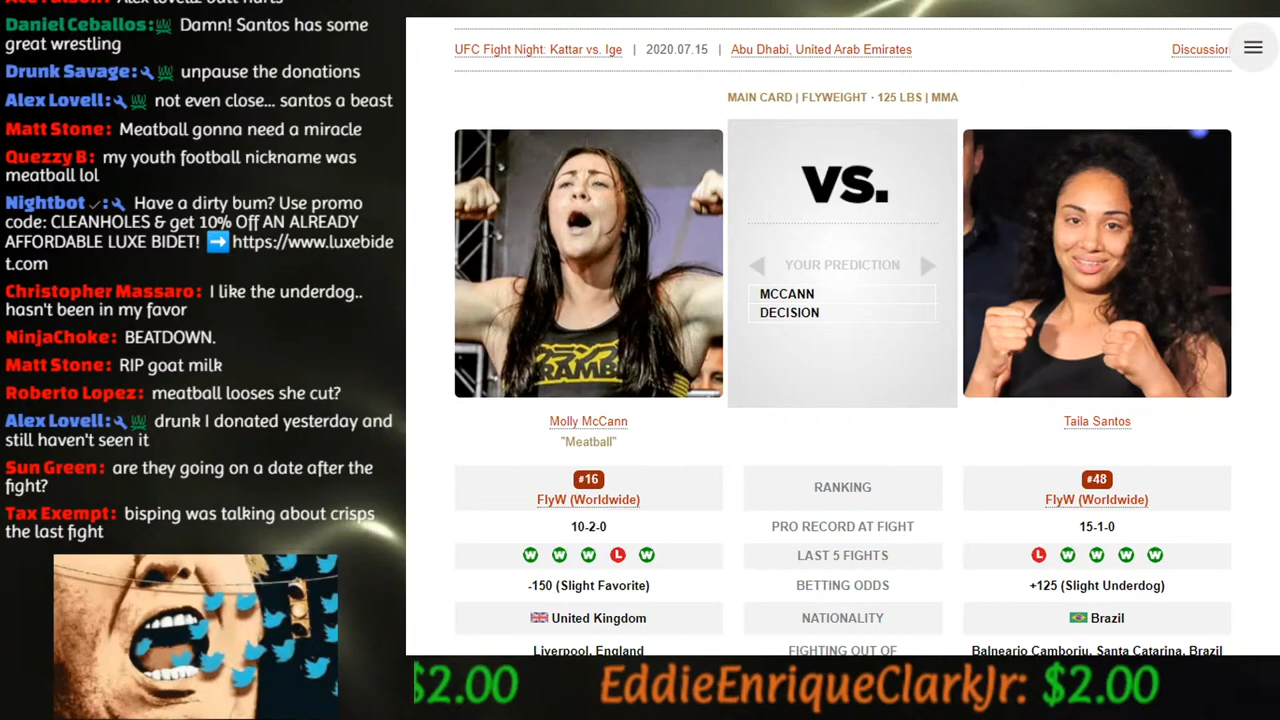 Daniel Ceballos: Damn! Santos has some
great wrestling
Drunk Savage: unpause the donations
Alex Lovell: not even close... santos a beast
Matt Stone: Meatball gonna need a miracle
Quezzy B: my youth football nickname was
meatball lol
Nightbot ✓: Have a dirty bum? Use promo
code: CLEANHOLES & get 10% Off AN ALREADY
AFFORDABLE LUXE BIDET! ➡ https://www.luxebide
t.com
Christopher Massaro: I like the underdog..
hasn't been in my favor
NinjaChoke: BEATDOWN.
Matt Stone: RIP goat milk
Roberto Lopez: meatball looses she cut?
Alex Lovell: drunk I donated yesterday and
still haven't seen it
Sun Green: are they going on a date after the
fight?
Tax Exempt: bisping was talking about crisps
the last fight
UFC Fight Night: Kattar vs. Ige | 2020.07.15 | Abu Dhabi, United Arab Emirates
Discussion
MAIN CARD | FLYWEIGHT · 125 LBS | MMA
VS.
YOUR PREDICTION
MCCANN
DECISION
Molly McCann
"Meatball"
Taila Santos
#16
FlyW (Worldwide)
RANKING
#48
FlyW (Worldwide)
10-2-0
PRO RECORD AT FIGHT
15-1-0
W W W L W
LAST 5 FIGHTS
L W W W W
-150 (Slight Favorite)
BETTING ODDS
+125 (Slight Underdog)
United Kingdom
NATIONALITY
Brazil
Liverpool, England
FIGHTING OUT OF
Balneario Camboriu, Santa Catarina, Brazil
$2.00 EddieEnriqueClarkJr: $2.00